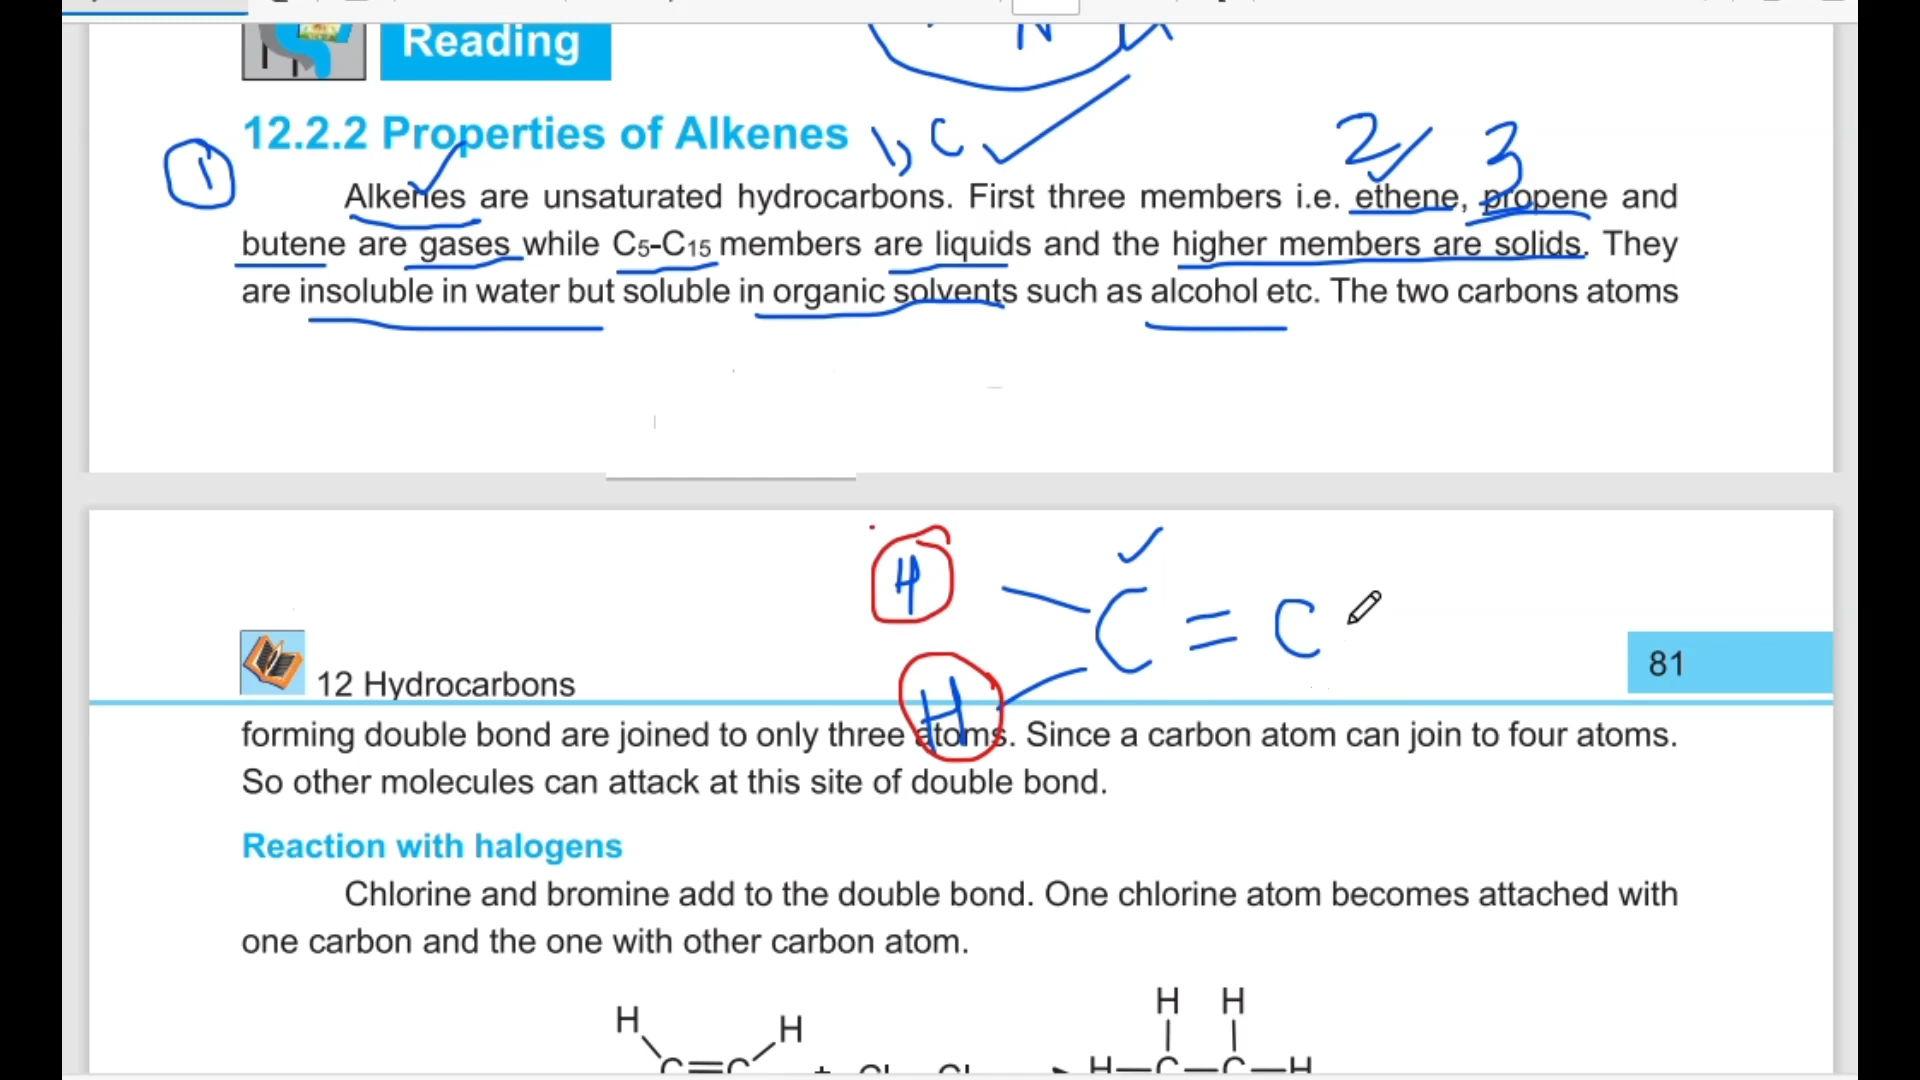 Reading
12.2.2 Properties of Alkenes
1, C
2 3
1
Alkenes are unsaturated hydrocarbons. First three members i.e. ethene, propene and
butene are gases while C5-C15 members are liquids and the higher members are solids. They
are insoluble in water but soluble in organic solvents such as alcohol etc. The two carbons atoms
H
C = C
H
12 Hydrocarbons
81
forming double bond are joined to only three atoms. Since a carbon atom can join to four atoms.
So other molecules can attack at this site of double bond.
Reaction with halogens
Chlorine and bromine add to the double bond. One chlorine atom becomes attached with
one carbon and the one with other carbon atom.
H H
H H
C=C + H—C—C—H